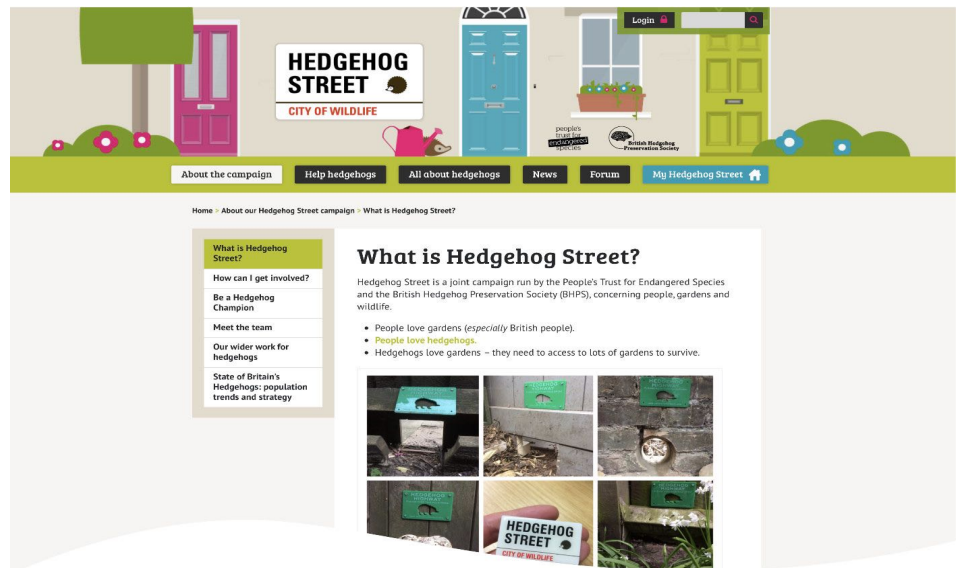 Login
HEDGEHOG
STREET
CITY OF WILDLIFE
people's
trust for
endangered
species
British Hedgehog
Preservation Society
About the campaign
Help hedgehogs
All about hedgehogs
News
Forum
My Hedgehog Street
Home > About our Hedgehog Street campaign > What is Hedgehog Street?
What is Hedgehog
Street?
How can I get involved?
Be a Hedgehog
Champion
Meet the team
Our wider work for
hedgehogs
State of Britain's
Hedgehogs: population
trends and strategy
What is Hedgehog Street?
Hedgehog Street is a joint campaign run by the People's Trust for Endangered Species
and the British Hedgehog Preservation Society (BHPS), concerning people, gardens and
wildlife.
• People love gardens (especially British people).
• People love hedgehogs.
• Hedgehogs love gardens – they need to access to lots of gardens to survive.
HEDGEHOG
HIGHWAY
HEDGEHOG
STREET
CITY OF WILDLIFE